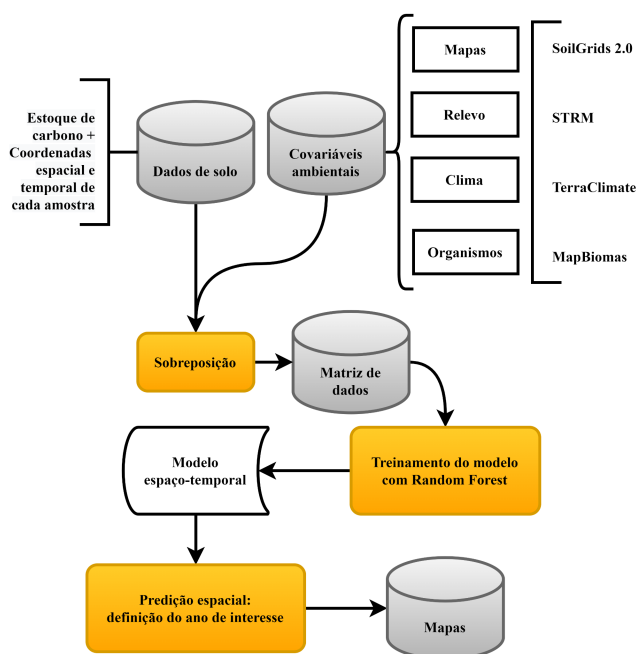 Estoque de
carbono +
Coordenadas
espacial e
temporal de
cada amostra
Dados de solo
Covariáveis
ambientais
Mapas
SoilGrids 2.0
Relevo
STRM
Clima
TerraClimate
Organismos
MapBiomas
Sobreposição
Matriz de
dados
Treinamento do modelo
com Random Forest
Modelo
espaço-temporal
Predição espacial:
definição do ano de interesse
Mapas